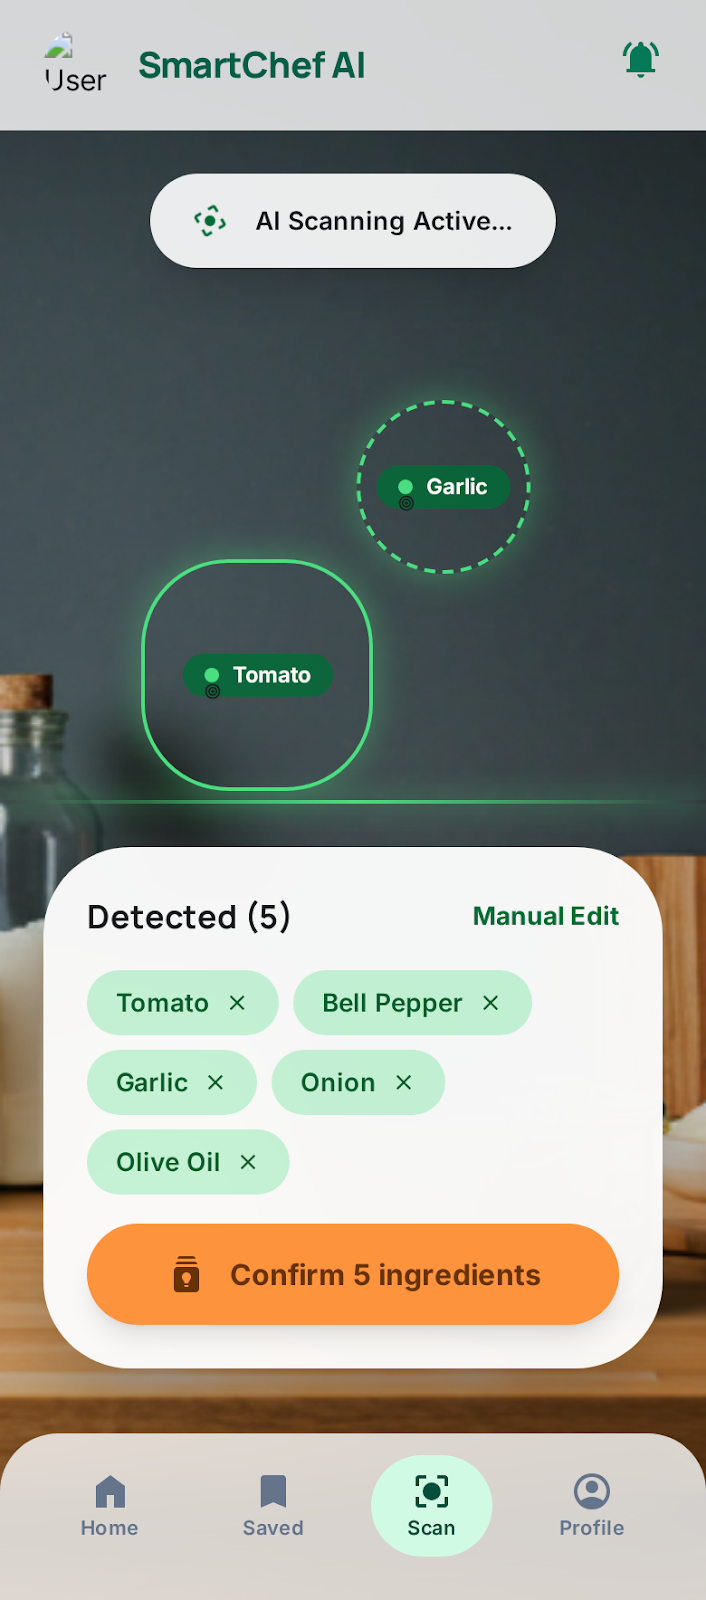 User
SmartChef AI
AI Scanning Active...
Garlic
Tomato
Detected (5)
Manual Edit
Tomato
Bell Pepper
Garlic
Onion
Olive Oil
Confirm 5 ingredients
Home
Saved
Scan
Profile